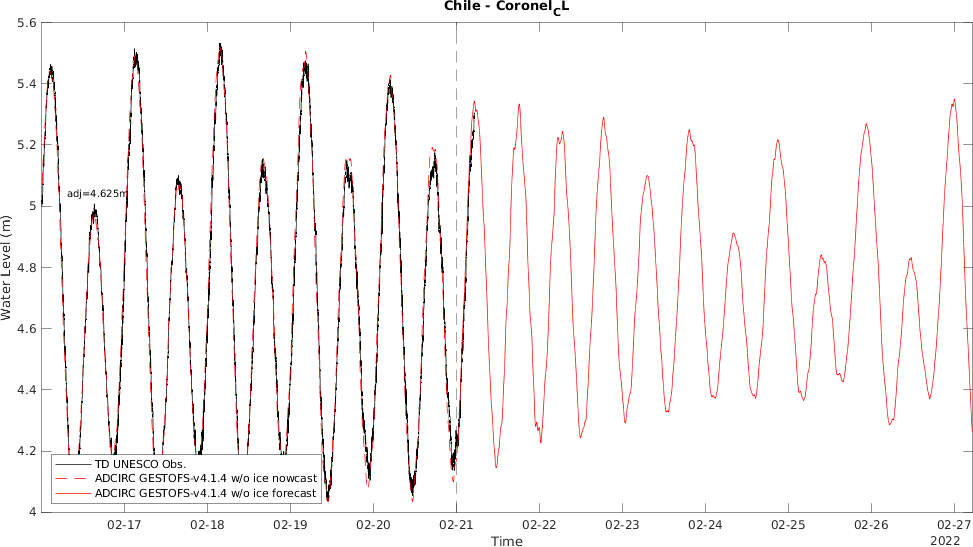 Chile - Coronel_CL
5.6
5.4
5.2
5
4.8
4.6
4.4
4.2
4
Water Level (m)
adj=4.625m
TD UNESCO Obs.
ADCIRC GESTOFS-v4.1.4 w/o ice nowcast
ADCIRC GESTOFS-v4.1.4 w/o ice forecast
02-17 02-18 02-19 02-20 02-21 02-22 02-23 02-24 02-25 02-26 02-27
Time
2022